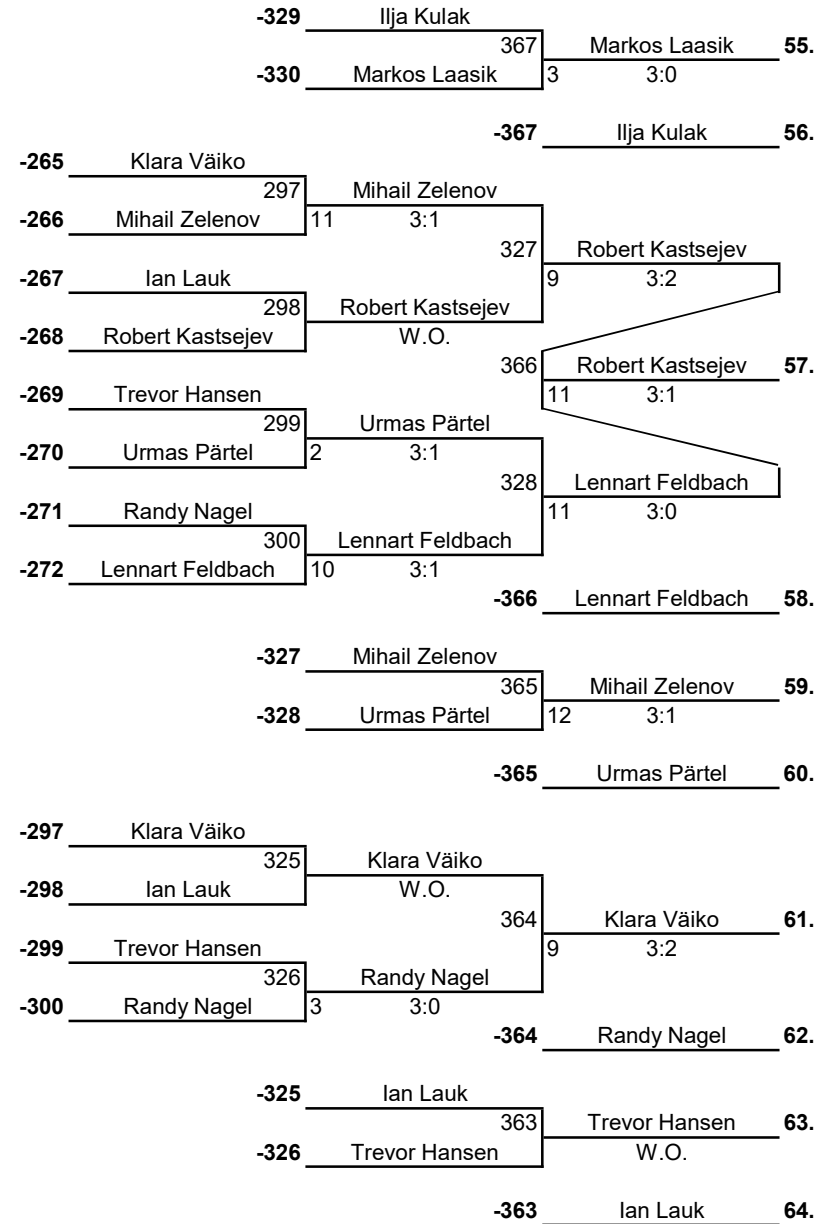 -329 Ilja Kulak
367 Markos Laasik 55.
-330 Markos Laasik 3 3:0
-367 Ilja Kulak 56.
-265 Klara Väiko
297 Mihail Zelenov
-266 Mihail Zelenov 11 3:1
327 Robert Kastsejev
-267 Ian Lauk 9 3:2
298 Robert Kastsejev
-268 Robert Kastsejev W.O.
366 Robert Kastsejev 57.
-269 Trevor Hansen 11 3:1
299 Urmas Pärtel
-270 Urmas Pärtel 2 3:1
328 Lennart Feldbach
-271 Randy Nagel 11 3:0
300 Lennart Feldbach
-272 Lennart Feldbach 10 3:1
-366 Lennart Feldbach 58.
-327 Mihail Zelenov
365 Mihail Zelenov 59.
-328 Urmas Pärtel 12 3:1
-365 Urmas Pärtel 60.
-297 Klara Väiko
325 Klara Väiko
-298 Ian Lauk W.O.
364 Klara Väiko 61.
-299 Trevor Hansen 9 3:2
326 Randy Nagel
-300 Randy Nagel 3 3:0
-364 Randy Nagel 62.
-325 Ian Lauk
363 Trevor Hansen 63.
-326 Trevor Hansen W.O.
-363 Ian Lauk 64.